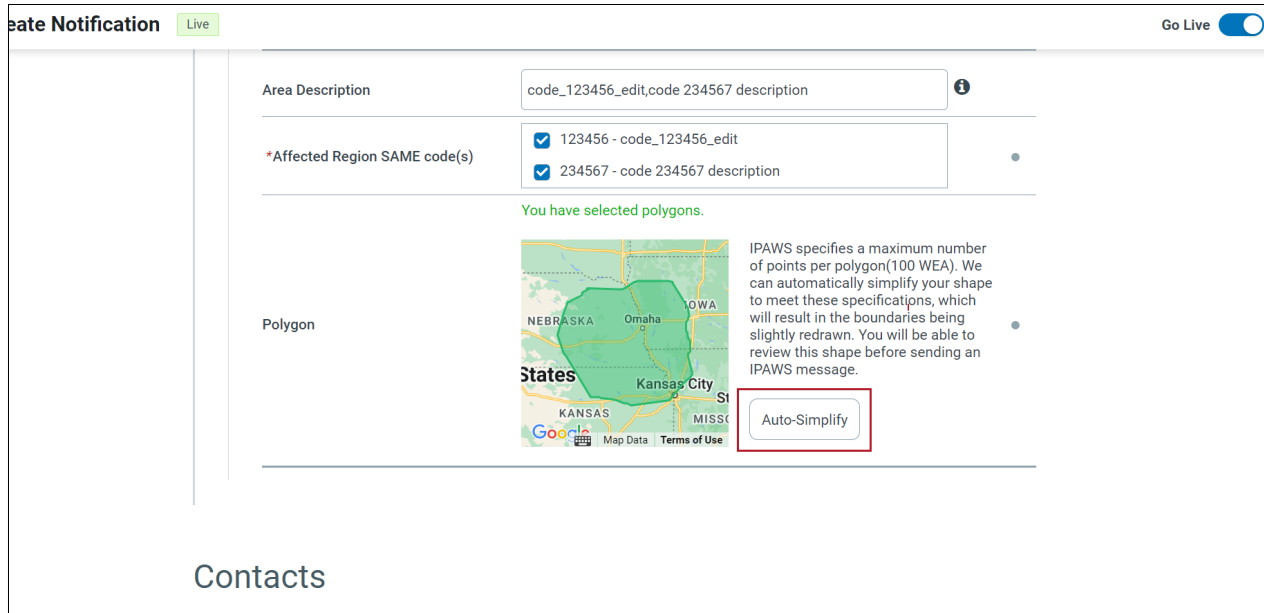 eate Notification
Live
Go Live
Area Description
code_123456_edit,code 234567 description
*Affected Region SAME code(s)
123456 - code_123456_edit
234567 - code 234567 description
You have selected polygons.
Polygon
NEBRASKA
Omaha
IOWA
States
Kansas City
St
KANSAS
MISSO
Google
Map Data
Terms of Use
IPAWS specifies a maximum number
of points per polygon(100 WEA). We
can automatically simplify your shape
to meet these specifications, which
will result in the boundaries being
slightly redrawn. You will be able to
review this shape before sending an
IPAWS message.
Auto-Simplify
Contacts